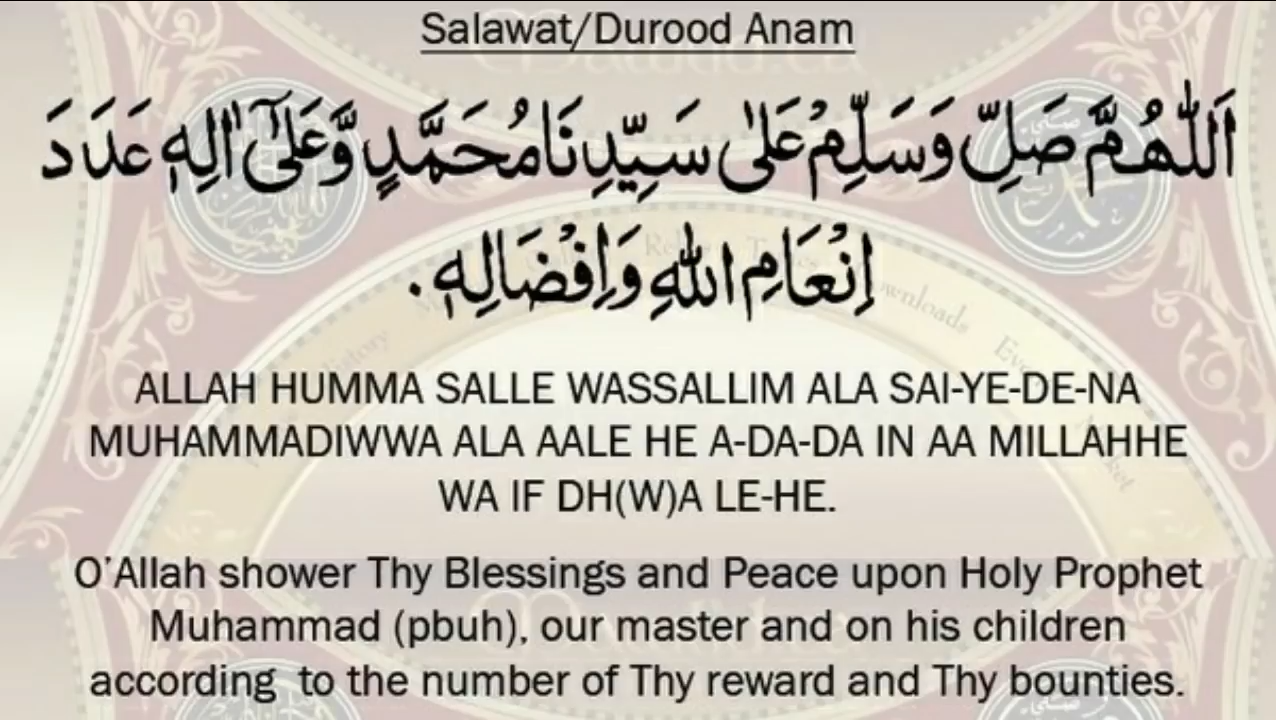 Salawat/Durood Anam
اَللّٰهُمَّ صَلِّ وَسَلِّمْ عَلٰی سَیِّدِنَا مُحَمَّدٍ وَّعَلٰۤی اٰلِهٖ عَدَدَ
اِنْعَامِ اللّٰهِ وَاِفْضَالِهٖ.
ALLAH HUMMA SALLE WASSALLIM ALA SAI-YE-DE-NA
MUHAMMADIWWA ALA AALE HE A-DA-DA IN AA MILLAHHE
WA IF DH(W)A LE-HE.
O'Allah shower Thy Blessings and Peace upon Holy Prophet
Muhammad (pbuh), our master and on his children
according  to the number of Thy reward and Thy bounties.